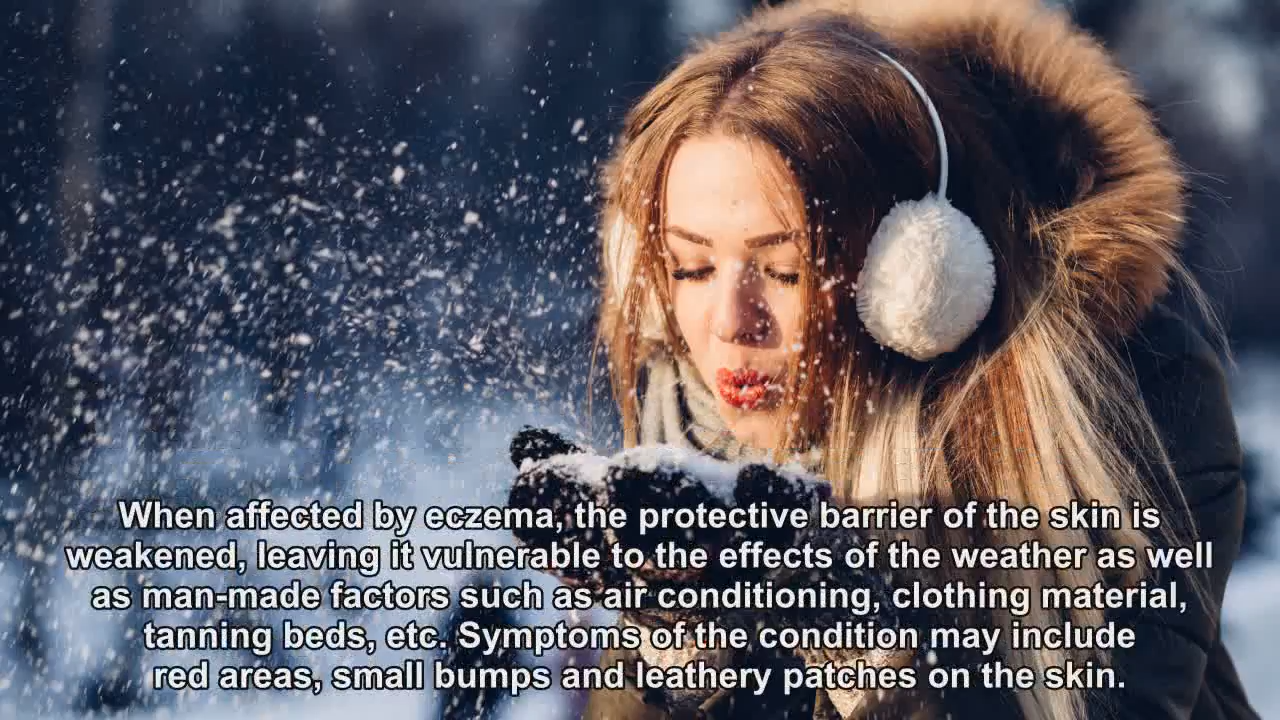 When affected by eczema, the protective barrier of the skin is
weakened, leaving it vulnerable to the effects of the weather as well
as man-made factors such as air conditioning, clothing material,
tanning beds, etc. Symptoms of the condition may include
red areas, small bumps and leathery patches on the skin.